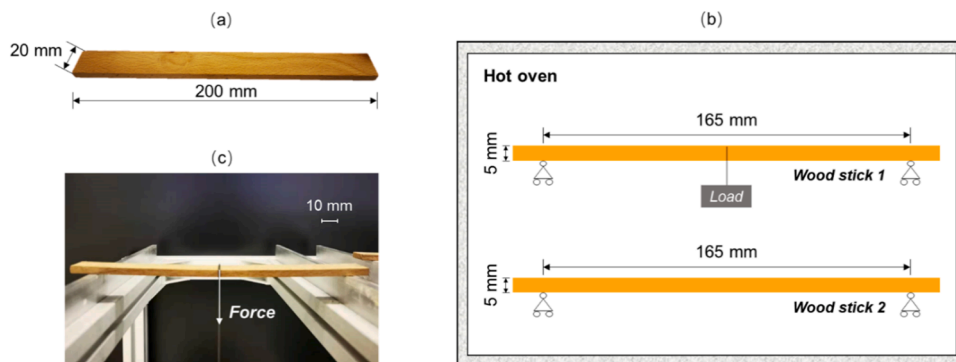 (a)
20 mm
200 mm
(c)
10 mm
Force
(b)
Hot oven
165 mm
5 mm
Wood stick 1
Load
165 mm
5 mm
Wood stick 2